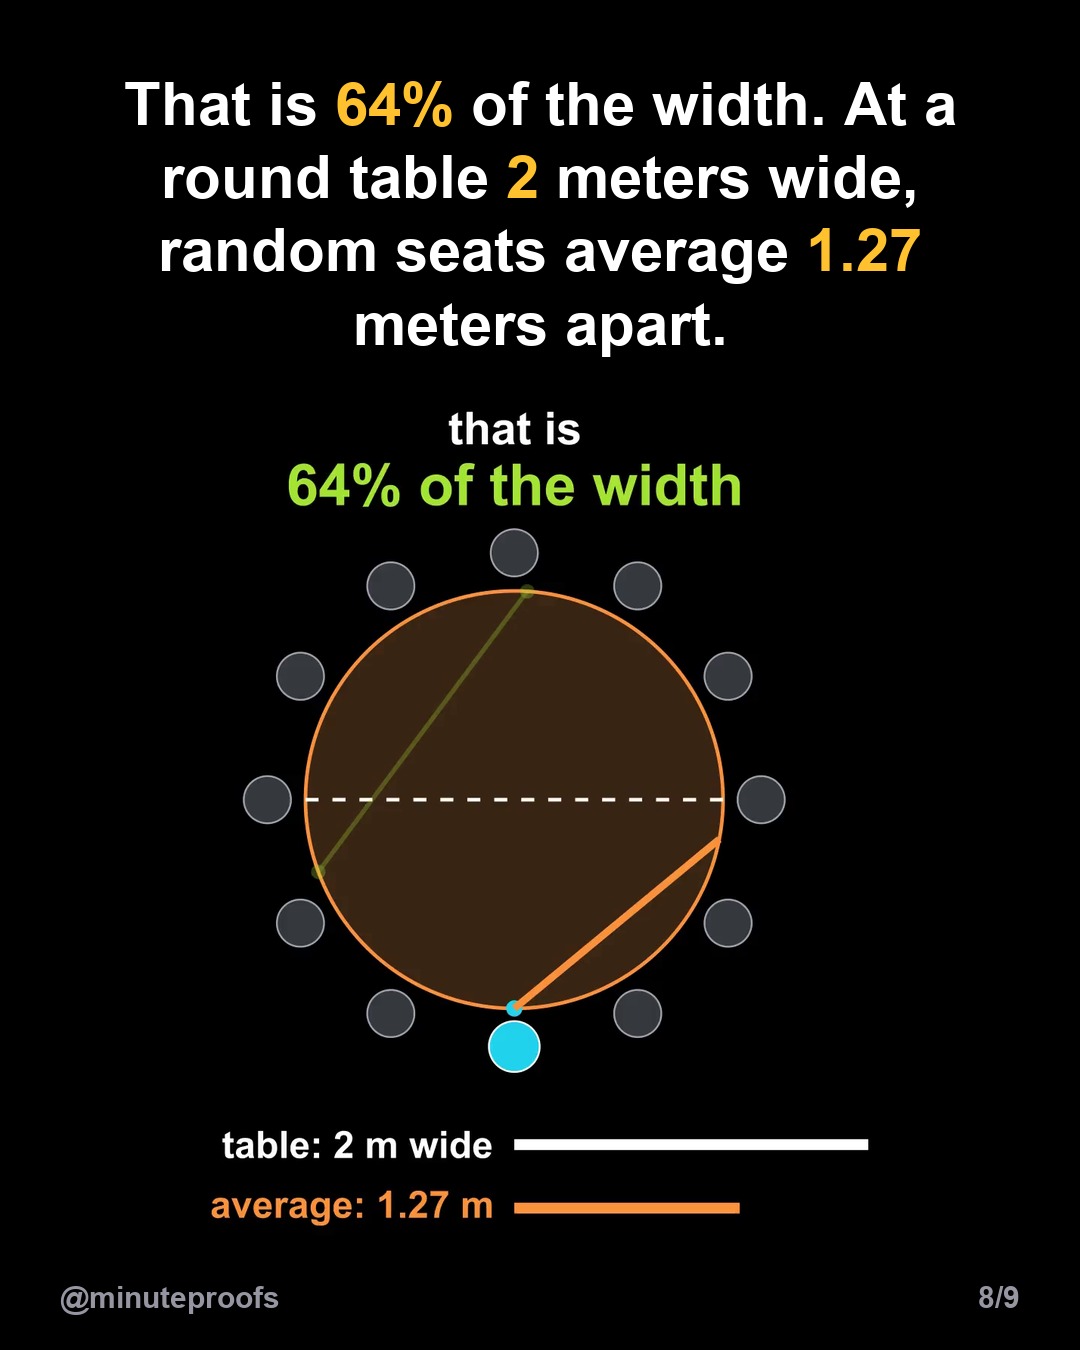 That is 64% of the width. At a
round table 2 meters wide,
random seats average 1.27
meters apart.
that is
64% of the width
table: 2 m wide
average: 1.27 m
@minuteproofs
8/9